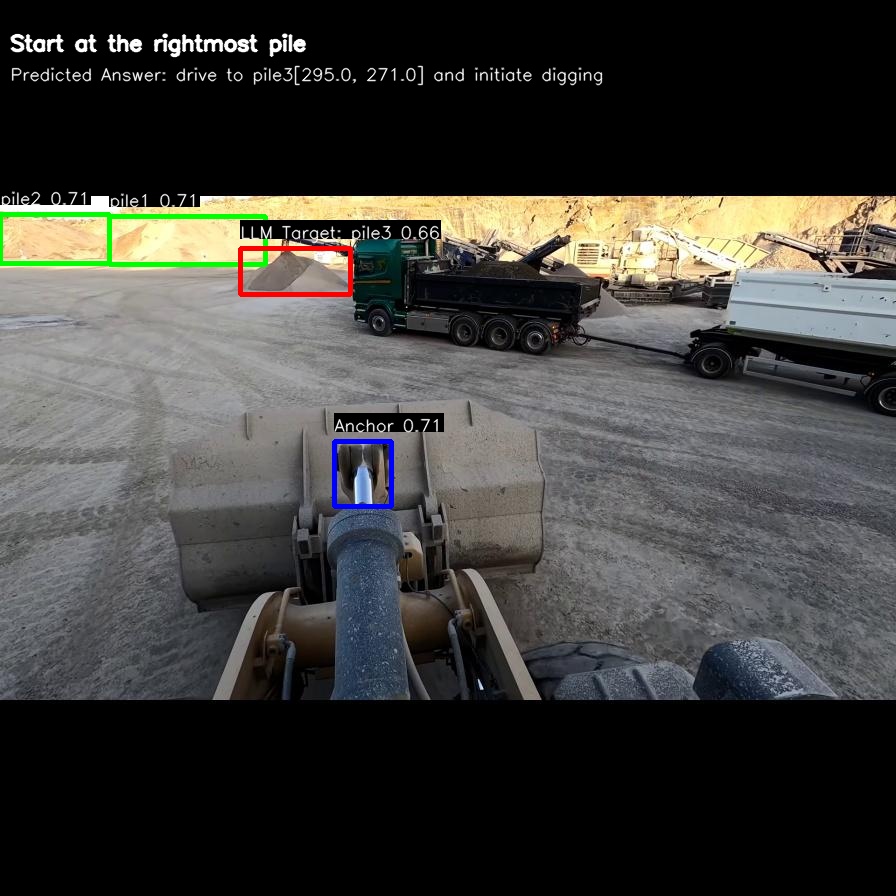 Start at the rightmost pile
Predicted Answer: drive to pile3[295.0, 271.0] and initiate digging
pile2 0.71
pile1 0.71
LLM Target: pile3 0.66
Anchor 0.71